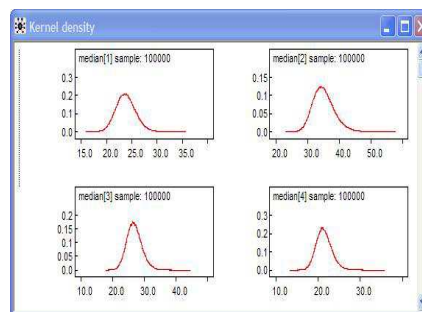 Kernel density
median[1] sample: 100000
0.3
0.2
0.1
0.0
15.0 20.0 25.0 30.0 35.0
median[2] sample: 100000
0.15
0.1
0.05
0.0
20.0 30.0 40.0 50.0
median[3] sample: 100000
0.2
0.15
0.1
0.05
0.0
10.0 20.0 30.0 40.0
median[4] sample: 100000
0.3
0.2
0.1
0.0
10.0 20.0 30.0